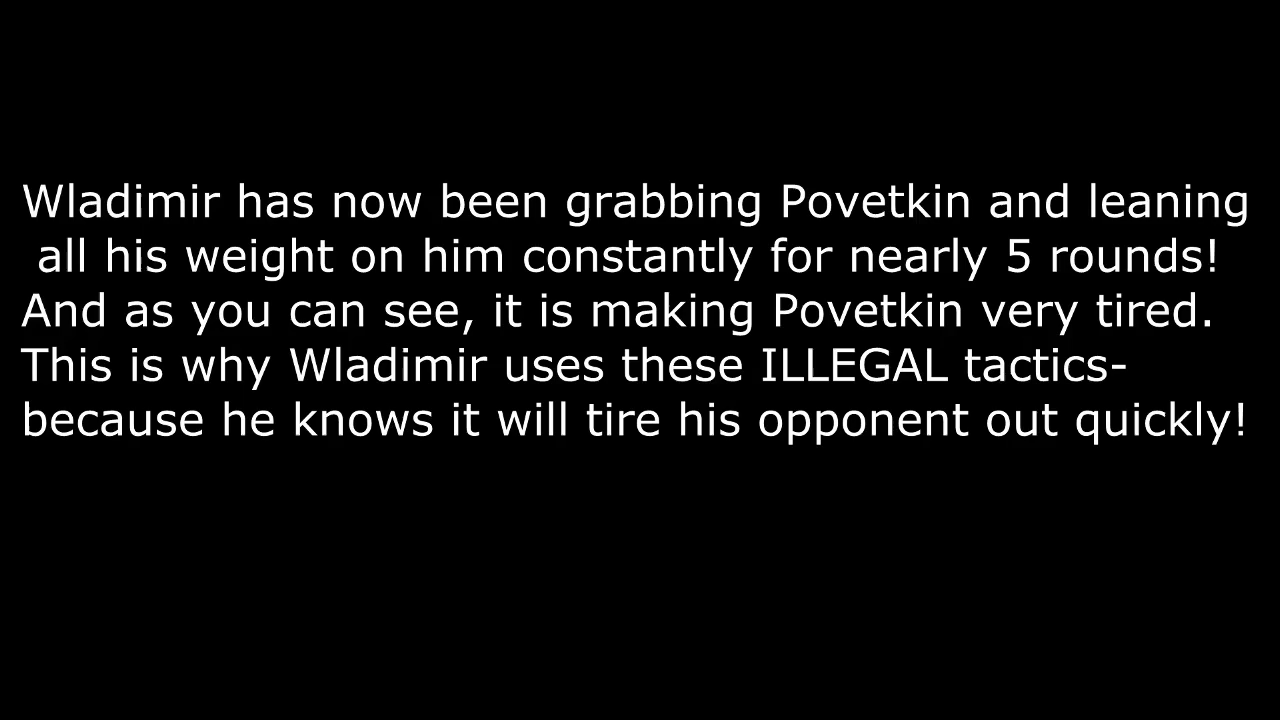 Wladimir has now been grabbing Povetkin and leaning
all his weight on him constantly for nearly 5 rounds!
And as you can see, it is making Povetkin very tired.
This is why Wladimir uses these ILLEGAL tactics-
because he knows it will tire his opponent out quickly!